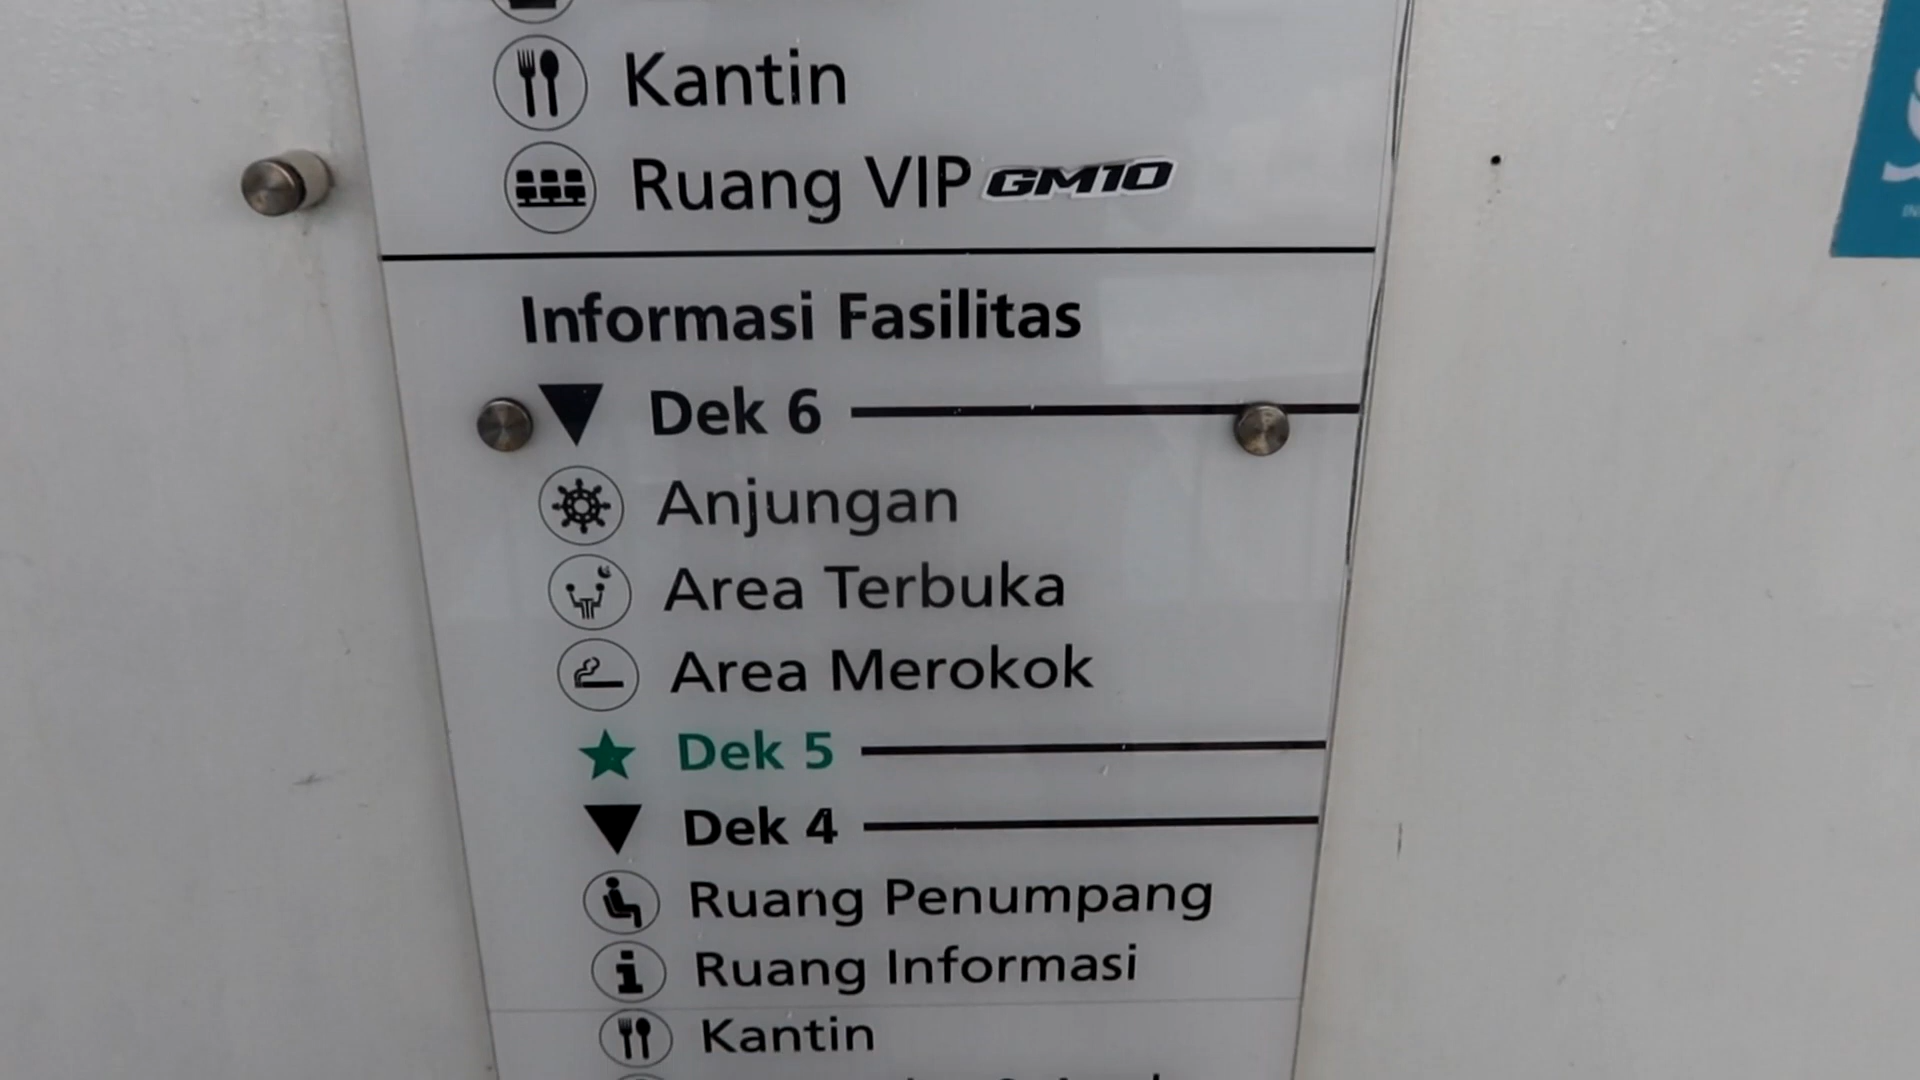 Kantin
Ruang VIP GM10
Informasi Fasilitas
Dek 6
Anjungan
Area Terbuka
Area Merokok
Dek 5
Dek 4
Ruang Penumpang
Ruang Informasi
Kantin